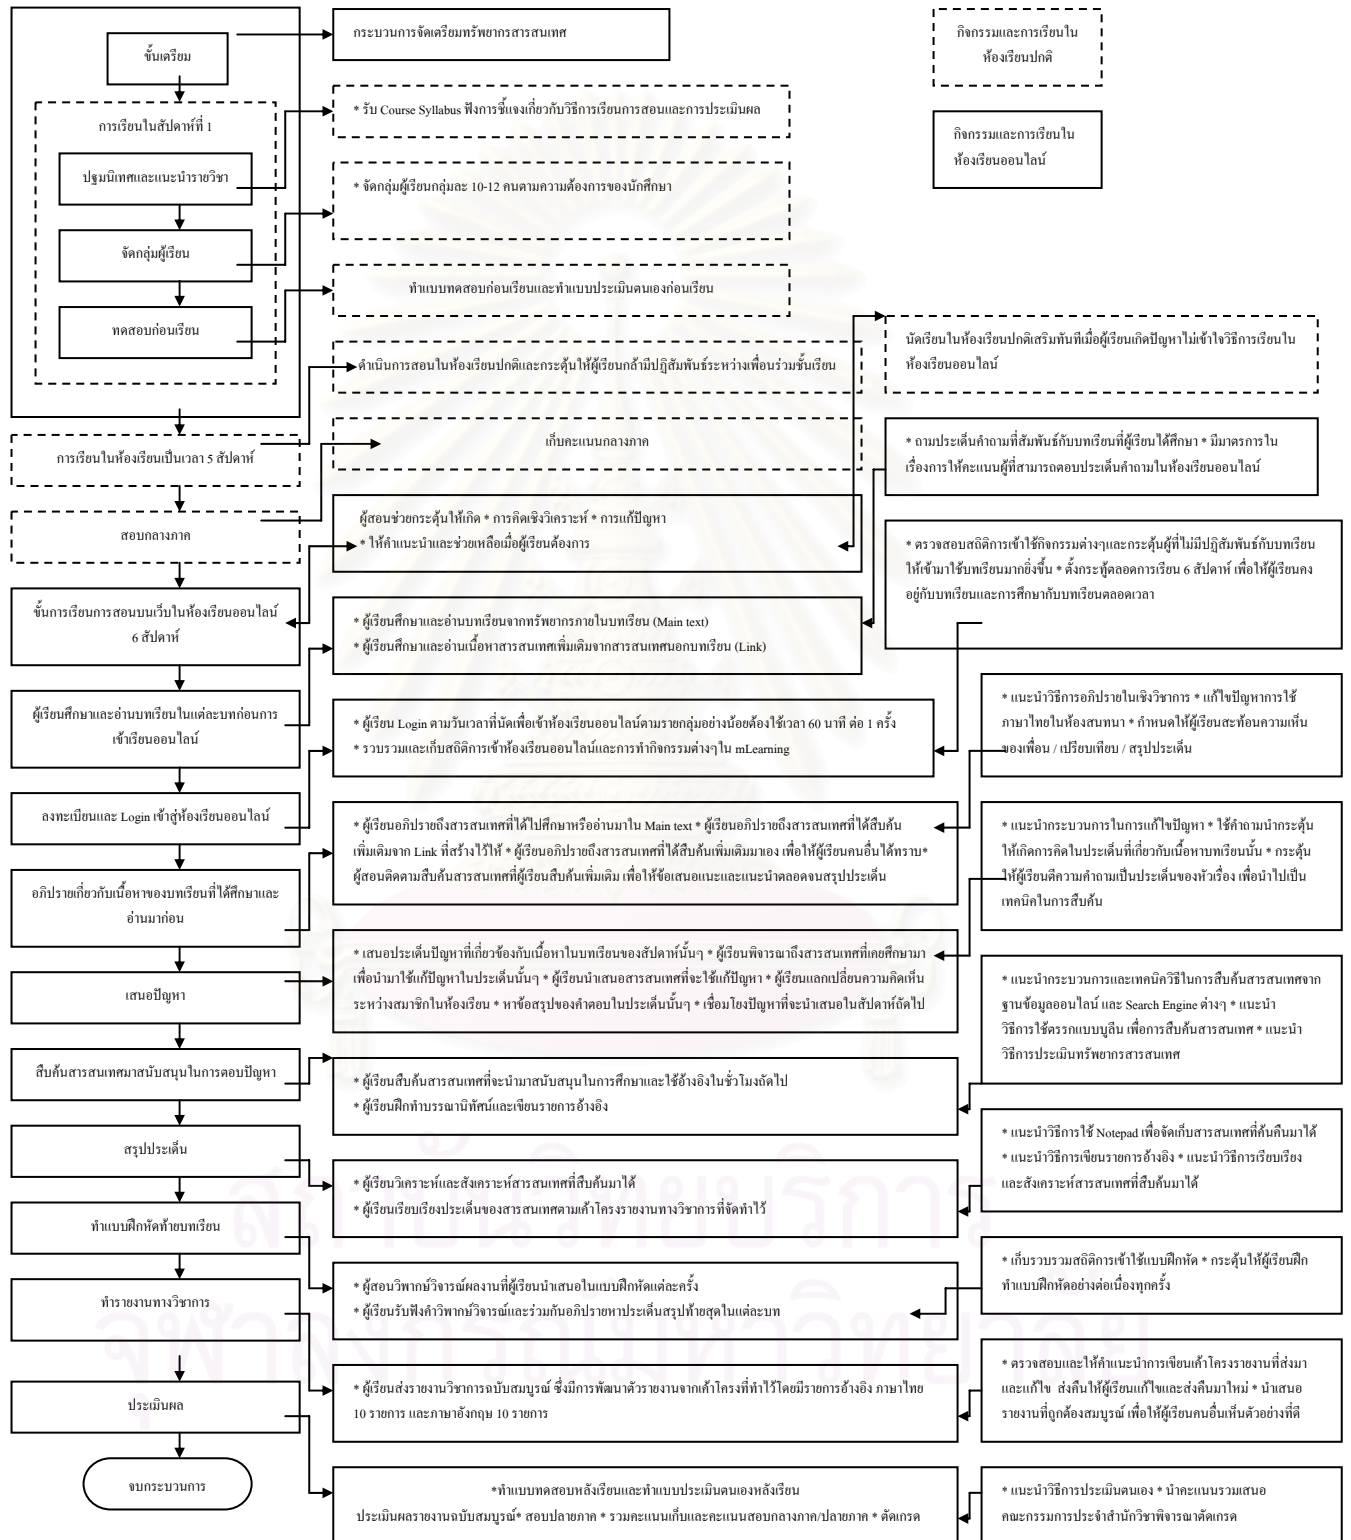 ขั้นเตรียม
กระบวนการจัดเตรียมทรัพยากรสารสนเทศ
กิจกรรมและการเรียนใน
ห้องเรียนปกติ
กิจกรรมและการเรียนใน
ห้องเรียนออนไลน์
การเรียนในสัปดาห์ที่ 1
* รับ Course Syllabus ฟังการชี้แจงเกี่ยวกับวิธีการเรียนการสอนและการประเมินผล
ปฐมนิเทศและแนะนำรายวิชา
* จัดกลุ่มผู้เรียนกลุ่มละ 10-12 คนตามความต้องการของนักศึกษา
จัดกลุ่มผู้เรียน
ทำแบบทดสอบก่อนเรียนและทำแบบประเมินตนเองก่อนเรียน
ทดสอบก่อนเรียน
นัดเรียนในห้องเรียนปกติเสริมทันทีเมื่อผู้เรียนเกิดปัญหาไม่เข้าใจวิธีการเรียนใน
ห้องเรียนออนไลน์
ดำเนินการสอนในห้องเรียนปกติและกระตุ้นให้ผู้เรียนกล้ามีปฏิสัมพันธ์ระหว่างเพื่อนร่วมชั้นเรียน
การเรียนในห้องเรียนเป็นเวลา 5 สัปดาห์
เก็บคะแนนกลางภาค
* ถามประเด็นคำถามที่สัมพันธ์กับบทเรียนที่ผู้เรียนได้ศึกษา * มีมาตรการใน
เรื่องการให้คะแนนผู้ที่สามารถตอบประเด็นคำถามในห้องเรียนออนไลน์
สอบกลางภาค
ผู้สอนช่วยกระตุ้นให้เกิด * การคิดเชิงวิเคราะห์ * การแก้ปัญหา
* ให้คำแนะนำและช่วยเหลือเมื่อผู้เรียนต้องการ
* ตรวจสอบสถิติการเข้าใช้กิจกรรมต่างๆและกระตุ้นผู้ที่ไม่มีปฏิสัมพันธ์กับบทเรียน
ให้เข้ามาใช้บทเรียนมากยิ่งขึ้น * ตั้งกระทู้ตลอดการเรียน 6 สัปดาห์ เพื่อให้ผู้เรียนคง
อยู่กับบทเรียนและการศึกษากับบทเรียนตลอดเวลา
ขั้นการเรียนการสอนบนเว็บในห้องเรียนออนไลน์
6 สัปดาห์
* ผู้เรียนศึกษาและอ่านบทเรียนจากทรัพยากรภายในบทเรียน (Main text)
* ผู้เรียนศึกษาและอ่านเนื้อหาสารสนเทศเพิ่มเติมจากสารสนเทศนอกบทเรียน (Link)
ผู้เรียนศึกษาและอ่านบทเรียนในแต่ละบทก่อนการ
เข้าเรียนออนไลน์
* ผู้เรียน Login ตามวันเวลาที่นัดเพื่อเข้าห้องเรียนออนไลน์ตามรายกลุ่มอย่างน้อยต้องใช้เวลา 60 นาที ต่อ 1 ครั้ง
* รวบรวมและเก็บสถิติการเข้าห้องเรียนออนไลน์และการทำกิจกรรมต่างๆใน mLearning
* แนะนำวิธีการอภิปรายในเชิงวิชาการ * แก้ไขปัญหาการใช้
ภาษาไทยในห้องสนทนา * กำหนดให้ผู้เรียนสะท้อนความเห็น
ของเพื่อน / เปรียบเทียบ / สรุปประเด็น
ลงทะเบียนและ Login เข้าสู่ห้องเรียนออนไลน์
* ผู้เรียนอภิปรายถึงสารสนเทศที่ได้ไปศึกษาหรืออ่านมาใน Main text * ผู้เรียนอภิปรายถึงสารสนเทศที่ได้สืบค้น
เพิ่มเติมจาก Link ที่สร้างไว้ให้ * ผู้เรียนอภิปรายถึงสารสนเทศที่ได้สืบค้นเพิ่มเติมมาเอง เพื่อให้ผู้เรียนคนอื่นได้ทราบ*
ผู้สอนติดตามสืบค้นสารสนเทศที่ผู้เรียนสืบค้นเพิ่มเติม เพื่อให้ข้อเสนอแนะและแนะนำตลอดจนสรุปประเด็น
* แนะนำกระบวนการในการแก้ไขปัญหา * ใช้คำถามนำกระตุ้น
ให้เกิดการคิดในประเด็นที่เกี่ยวกับเนื้อหาบทเรียนนั้น * กระตุ้น
ให้ผู้เรียนตีความคำถามเป็นประเด็นของหัวเรื่อง เพื่อนำไปเป็น
เทคนิคในการสืบค้น
อภิปรายเกี่ยวกับเนื้อหาของบทเรียนที่ได้ศึกษาและ
อ่านมาก่อน
* เสนอประเด็นปัญหาที่เกี่ยวข้องกับเนื้อหาในบทเรียนของสัปดาห์นั้นๆ * ผู้เรียนพิจารณาถึงสารสนเทศที่เคยศึกษามา
เพื่อนำมาใช้แก้ปัญหาในประเด็นนั้นๆ * ผู้เรียนนำเสนอสารสนเทศที่จะใช้แก้ปัญหา * ผู้เรียนแลกเปลี่ยนความคิดเห็น
ระหว่างสมาชิกในห้องเรียน * หาข้อสรุปของคำตอบในประเด็นนั้นๆ * เชื่อมโยงปัญหาที่จะนำเสนอในสัปดาห์ถัดไป
เสนอปัญหา
* แนะนำกระบวนการและเทคนิควิธีในการสืบค้นสารสนเทศจาก
ฐานข้อมูลออนไลน์ และ Search Engine ต่างๆ * แนะนำ
วิธีการใช้ตรรกแบบบูลีน เพื่อการสืบค้นสารสนเทศ * แนะนำ
วิธีการประเมินทรัพยากรสารสนเทศ
สืบค้นสารสนเทศมาสนับสนุนในการตอบปัญหา
* ผู้เรียนสืบค้นสารสนเทศที่จะนำมาสนับสนุนในการศึกษาและใช้อ้างอิงในชั่วโมงถัดไป
* ผู้เรียนฝึกทำบรรณานิทัศน์และเขียนรายการอ้างอิง
สรุปประเด็น
* แนะนำวิธีการใช้ Notepad เพื่อจัดเก็บสารสนเทศที่ค้นคืนมาได้
* แนะนำวิธีการเขียนรายการอ้างอิง * แนะนำวิธีการเรียบเรียง
และสังเคราะห์สารสนเทศที่สืบค้นมาได้
* ผู้เรียนวิเคราะห์และสังเคราะห์สารสนเทศที่สืบค้นมาได้
* ผู้เรียนเรียบเรียงประเด็นของสารสนเทศตามเค้าโครงรายงานทางวิชาการที่จัดทำไว้
สถาบันวิทยบริการ
ทำแบบฝึกหัดท้ายบทเรียน
* ผู้สอนวิพากษ์วิจารณ์ผลงานที่ผู้เรียนนำเสนอในแบบฝึกหัดแต่ละครั้ง
* ผู้เรียนรับฟังคำวิพากษ์วิจารณ์และร่วมกันอภิปรายหาประเด็นสรุปท้ายสุดในแต่ละบท
* เก็บรวบรวมสถิติการเข้าใช้แบบฝึกหัด * กระตุ้นให้ผู้เรียนฝึก
ทำแบบฝึกหัดอย่างต่อเนื่องทุกครั้ง
ทำรายงานทางวิชาการ
จุฬาลงกรณ์มหาวิทยาลัย
* ผู้เรียนส่งรายงานวิชาการฉบับสมบูรณ์ ซึ่งมีการพัฒนาตัวรายงานจากเค้าโครงที่ทำไว้โดยมีรายการอ้างอิง ภาษาไทย
10 รายการ และภาษาอังกฤษ 10 รายการ
* ตรวจสอบและให้คำแนะนำการเขียนเค้าโครงรายงานที่ส่งมา
และแก้ไข ส่งคืนให้ผู้เรียนแก้ไขและส่งคืนมาใหม่ * นำเสนอ
รายงานที่ถูกต้องสมบูรณ์ เพื่อให้ผู้เรียนคนอื่นเห็นตัวอย่างที่ดี
ประเมินผล
จบกระบวนการ
*ทำแบบทดสอบหลังเรียนและทำแบบประเมินตนเองหลังเรียน
ประเมินผลรายงานฉบับสมบูรณ์* สอบปลายภาค * รวมคะแนนเก็บและคะแนนสอบกลางภาค/ปลายภาค * ตัดเกรด
* แนะนำวิธีการประเมินตนเอง * นำคะแนนรวมเสนอ
คณะกรรมการประจำสำนักวิชาพิจารณาตัดเกรด